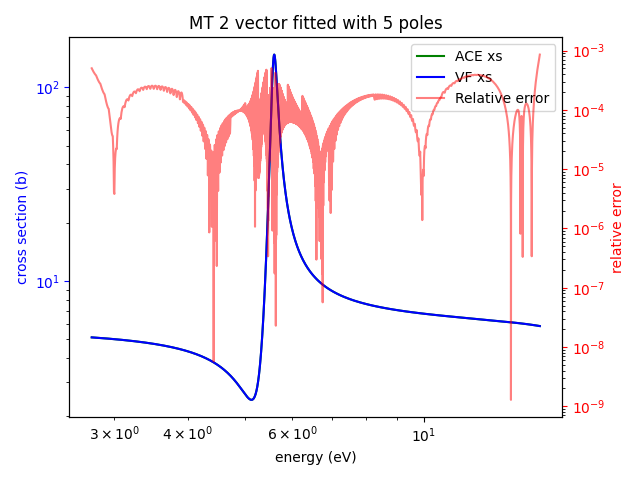 MT 2 vector fitted with 5 poles
ACE xs
VF xs
Relative error
cross section (b)
10²
10¹
10⁻³
10⁻⁴
10⁻⁵
10⁻⁶
10⁻⁷
10⁻⁸
10⁻⁹
relative error
3 × 10⁰ 4 × 10⁰ 6 × 10⁰ 10¹
energy (eV)